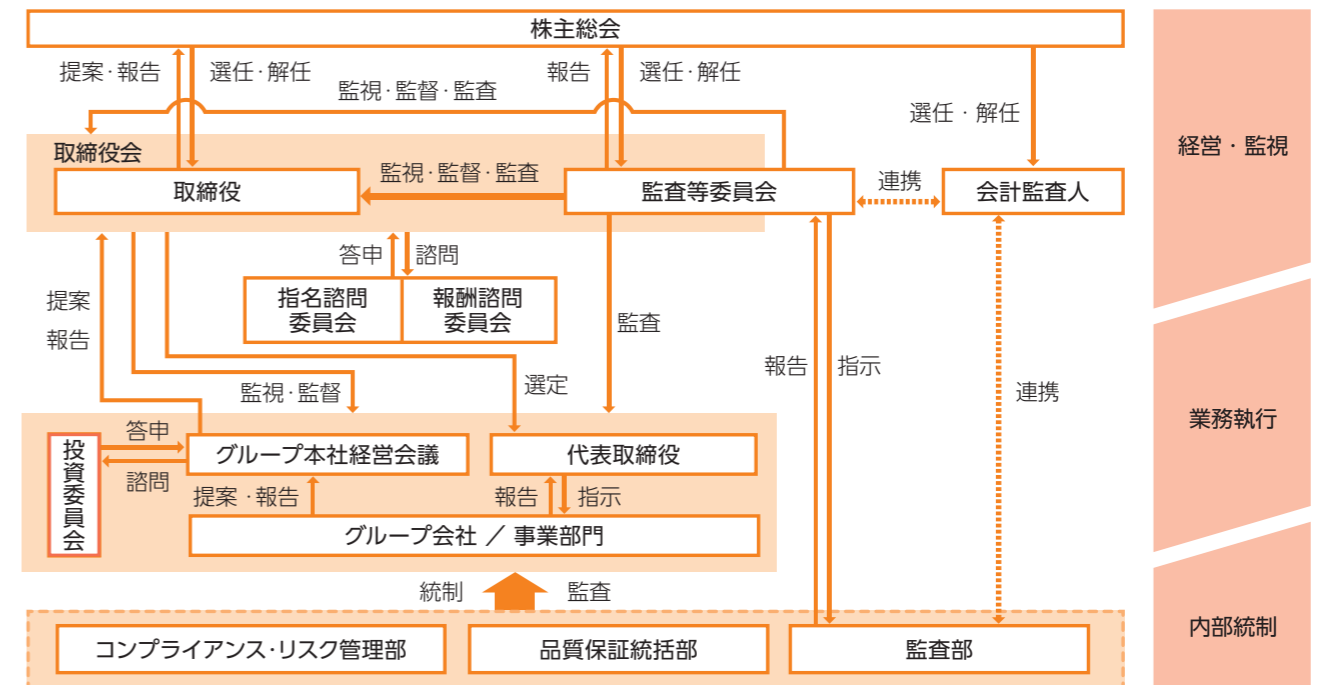 株主総会
提案・報告
選任・解任
報告
選任・解任
監視・監督・監査
選任・解任
経営・監視
取締役会
取締役
監視・監督・監査
監査等委員会
連携
会計監査人
答申
諮問
提案
報告
指名諮問
委員会
報酬諮問
委員会
監査
報告
指示
連携
監視・監督
選定
業務執行
投資委員会
答申
諮問
グループ本社経営会議
代表取締役
提案・報告
報告
指示
グループ会社 ／ 事業部門
統制
監査
内部統制
コンプライアンス・リスク管理部
品質保証統括部
監査部